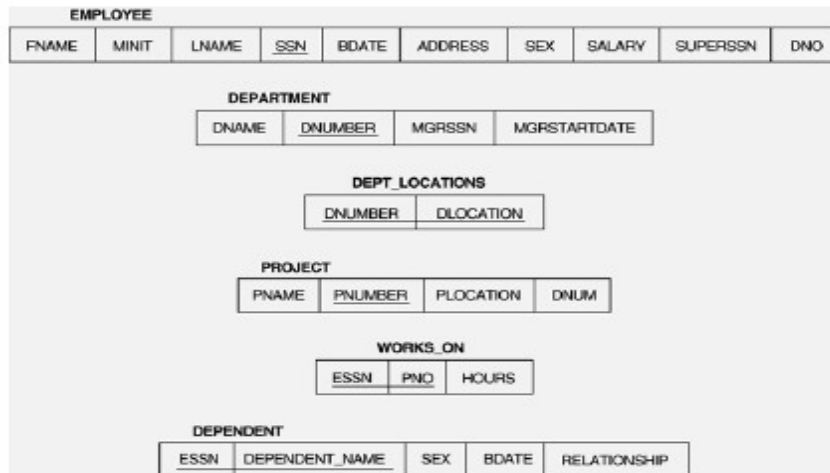 EMPLOYEE
FNAME MINIT LNAME SSN BDATE ADDRESS SEX SALARY SUPERSSN DNO
DEPARTMENT
DNAME DNUMBER MGRSSN MGRSTARTDATE
DEPT_LOCATIONS
DNUMBER DLOCATION
PROJECT
PNAME PNUMBER PLOCATION DNUM
WORKS_ON
ESSN PNO HOURS
DEPENDENT
ESSN DEPENDENT_NAME SEX BDATE RELATIONSHIP